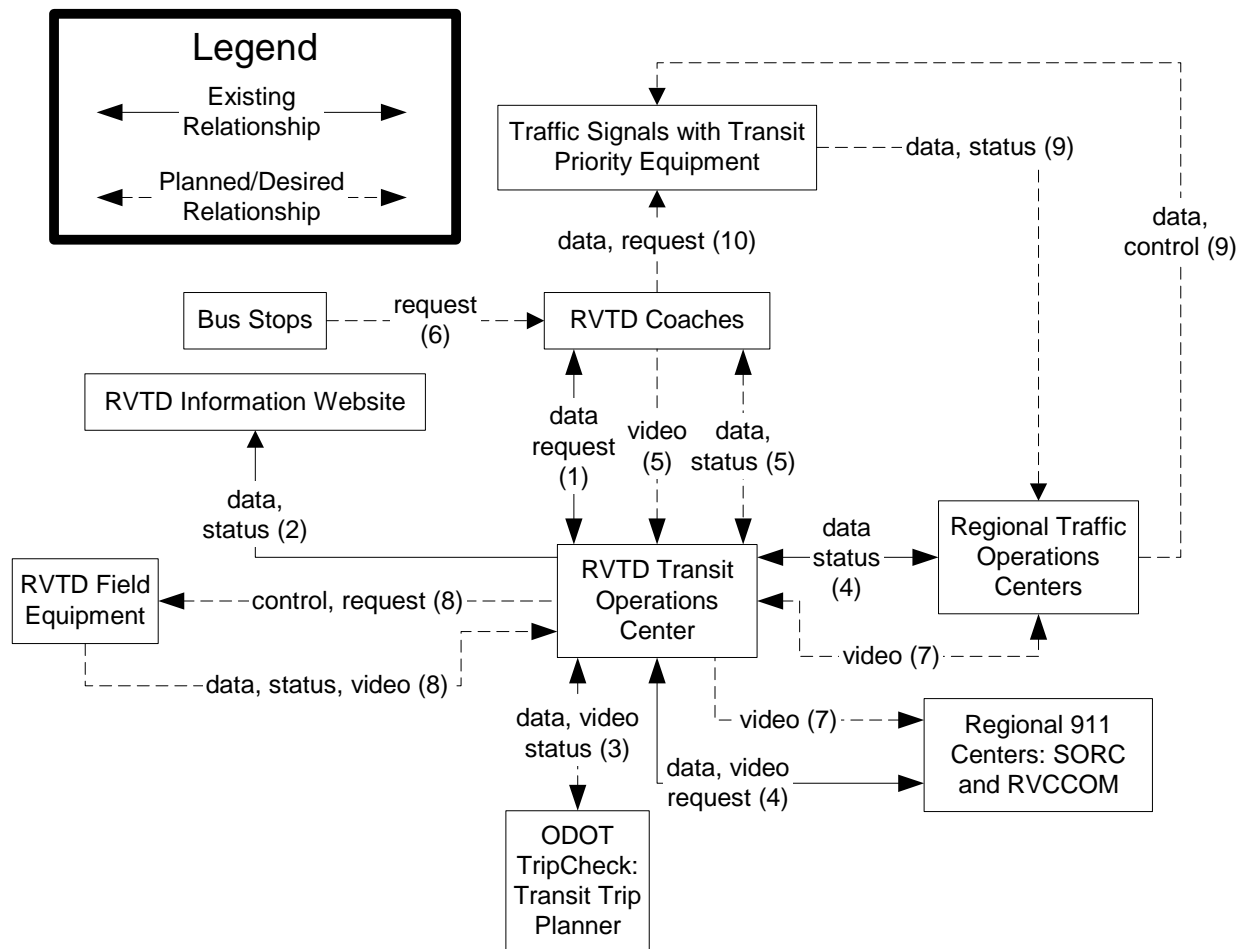 Legend
Existing
Relationship
Planned/Desired
Relationship
Traffic Signals with Transit
Priority Equipment
data, status (9)
data,
control (9)
data, request (10)
Bus Stops
request
(6)
RVTD Coaches
RVTD Information Website
data
request
(1)
video
(5)
data,
status (5)
data,
status (2)
RVTD Transit
Operations
Center
data
status
(4)
Regional Traffic
Operations
Centers
RVTD Field
Equipment
control, request (8)
video (7)
data, status, video (8)
data, video
status (3)
video (7)
data, video
request (4)
Regional 911
Centers: SORC
and RVCCOM
ODOT
TripCheck:
Transit Trip
Planner